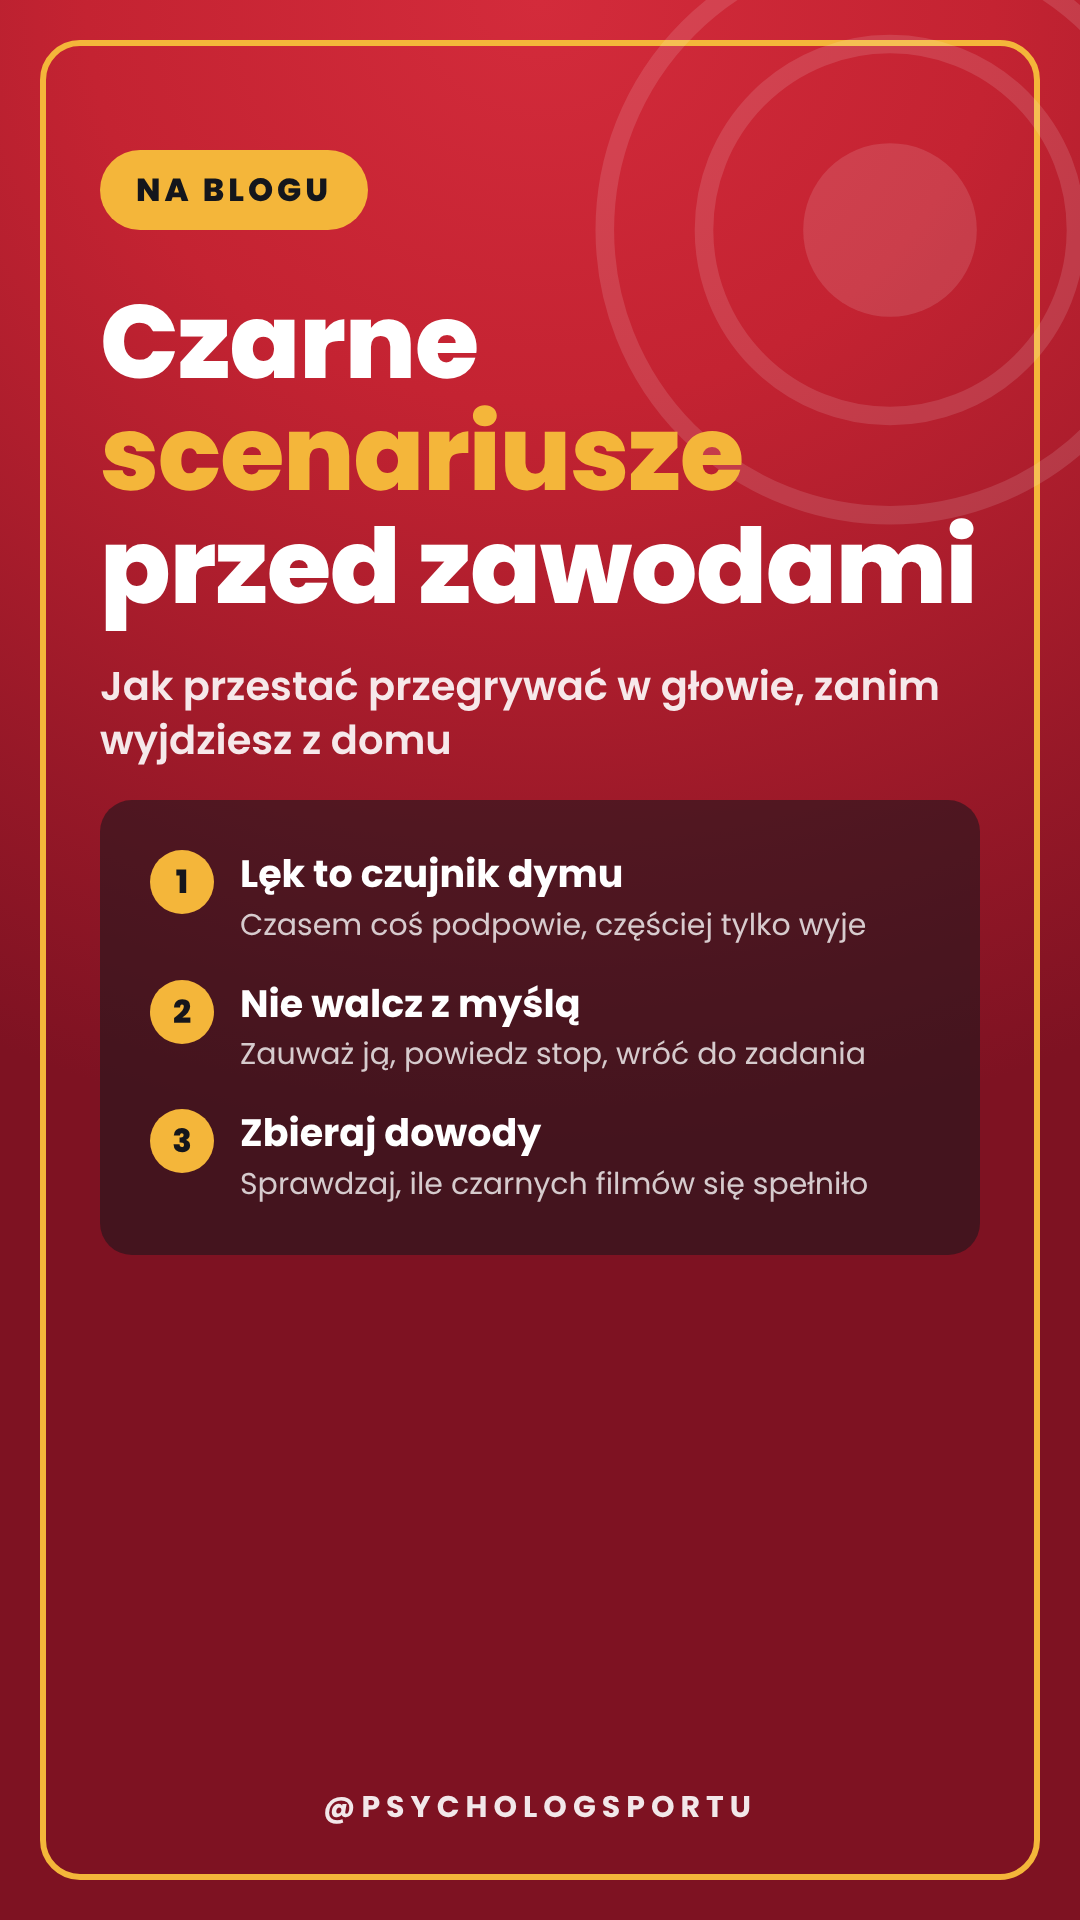 NA BLOGU
Czarne
scenariusze
przed zawodami
Jak przestać przegrywać w głowie, zanim
wyjdziesz z domu
1 Lęk to czujnik dymu
Czasem coś podpowie, częściej tylko wyje
2 Nie walcz z myślą
Zauważ ją, powiedz stop, wróć do zadania
3 Zbieraj dowody
Sprawdzaj, ile czarnych filmów się spełniło
@PSYCHOLOGSPORTU